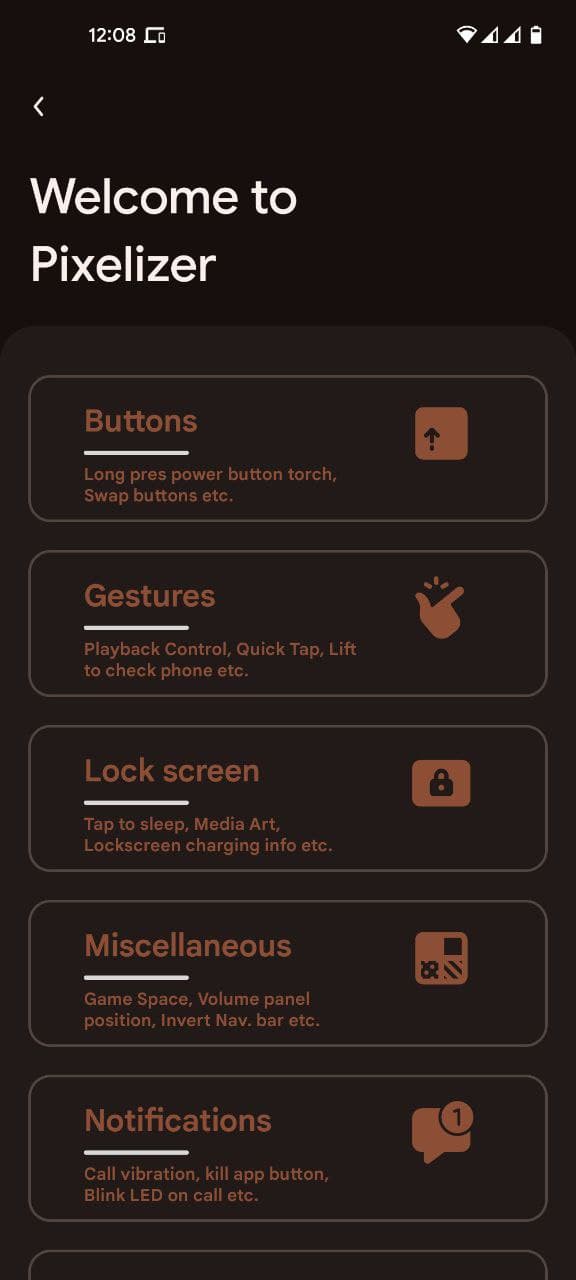 12:08
Welcome to
Pixelizer
Buttons
Long pres power button torch,
Swap buttons etc.
Gestures
Playback Control, Quick Tap, Lift
to check phone etc.
Lock screen
Tap to sleep, Media Art,
Lockscreen charging info etc.
Miscellaneous
Game Space, Volume panel
position, Invert Nav. bar etc.
Notifications
1
Call vibration, kill app button,
Blink LED on call etc.